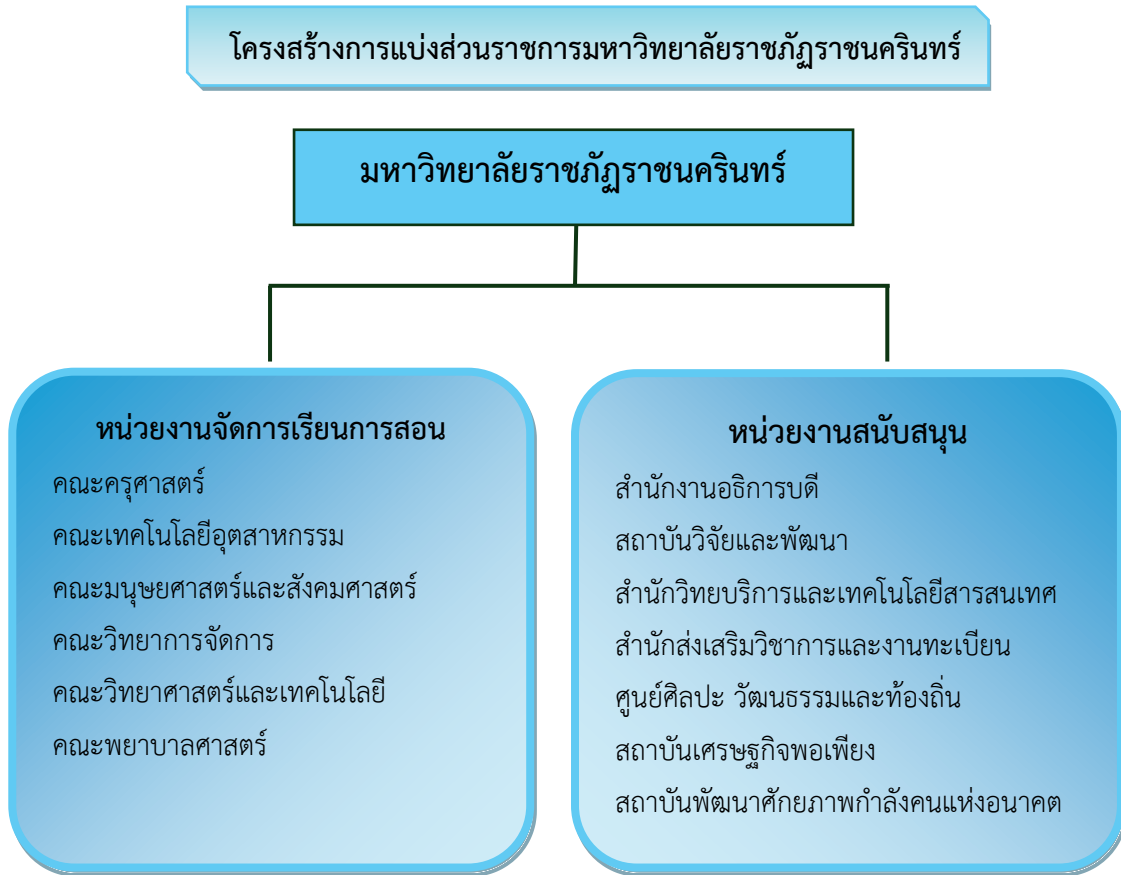 โครงสร้างการแบ่งส่วนราชการมหาวิทยาลัยราชภัฏราชนครินทร์
มหาวิทยาลัยราชภัฏราชนครินทร์
หน่วยงานจัดการเรียนการสอน
คณะครุศาสตร์
คณะเทคโนโลยีอุตสาหกรรม
คณะมนุษยศาสตร์และสังคมศาสตร์
คณะวิทยาการจัดการ
คณะวิทยาศาสตร์และเทคโนโลยี
คณะพยาบาลศาสตร์
หน่วยงานสนับสนุน
สำนักงานอธิการบดี
สถาบันวิจัยและพัฒนา
สำนักวิทยบริการและเทคโนโลยีสารสนเทศ
สำนักส่งเสริมวิชาการและงานทะเบียน
ศูนย์ศิลปะ วัฒนธรรมและท้องถิ่น
สถาบันเศรษฐกิจพอเพียง
สถาบันพัฒนาศักยภาพกำลังคนแห่งอนาคต